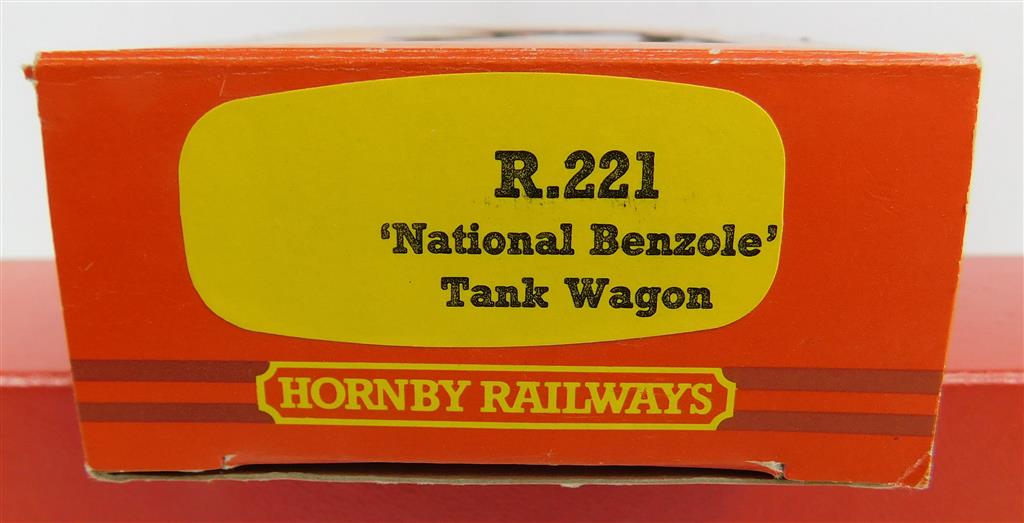 R.221
‘National Benzole’
Tank Wagon
HORNBY RAILWAYS